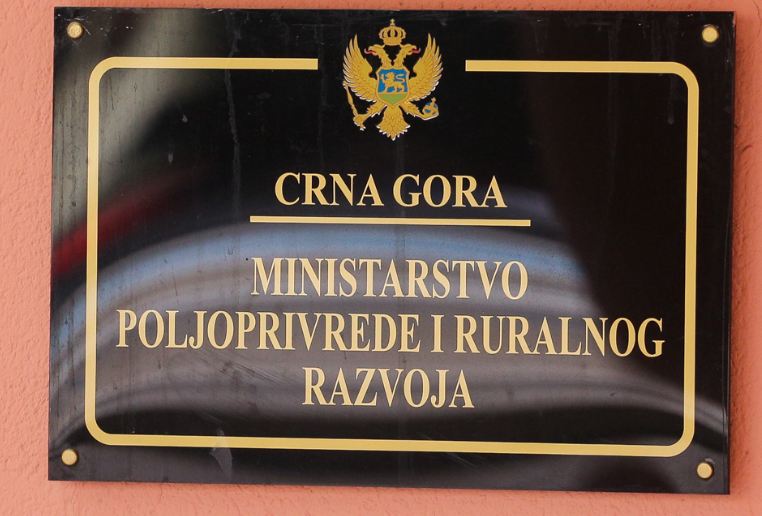 CRNA GORA
MINISTARSTVO
POLJOPRIVREDE I RURALNOG
RAZVOJA